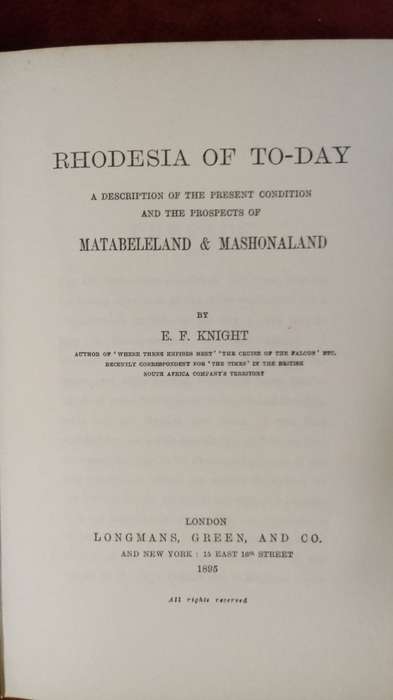 RHODESIA OF TO-DAY
A DESCRIPTION OF THE PRESENT CONDITION
AND THE PROSPECTS OF
MATABELELAND & MASHONALAND
BY
E. F. KNIGHT
AUTHOR OF 'WHERE THREE EMPIRES MEET' 'THE CRUISE OF THE FALCON' ETC.
RECENTLY CORRESPONDENT FOR 'THE TIMES' IN THE BRITISH
SOUTH AFRICA COMPANY'S TERRITORY
LONDON
LONGMANS, GREEN, AND CO.
AND NEW YORK : 15 EAST 16th STREET
1895
All rights reserved